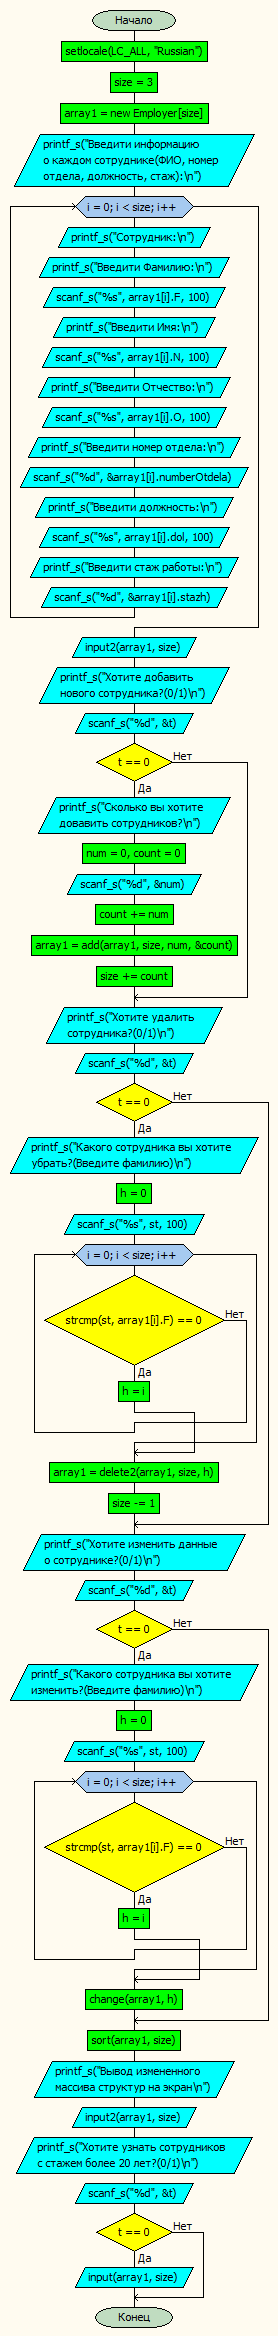 Начало
setlocale(LC_ALL, "Russian")
size = 3
array1 = new Employer[size]
printf_s("Введити информацию
о каждом сотруднике(ФИО, номер
отдела, должность, стаж):\n")
i = 0; i < size; i++
printf_s("Сотрудник:\n")
printf_s("Введити Фамилию:\n")
scanf_s("%s", array1[i].F, 100)
printf_s("Введити Имя:\n")
scanf_s("%s", array1[i].N, 100)
printf_s("Введити Отчество:\n")
scanf_s("%s", array1[i].O, 100)
printf_s("Введити номер отдела:\n")
scanf_s("%d", &array1[i].numberOtdela)
printf_s("Введити должность:\n")
scanf_s("%s", array1[i].dol, 100)
printf_s("Введити стаж работы:\n")
scanf_s("%d", &array1[i].stazh)
input2(array1, size)
printf_s("Хотите добавить
нового сотрудника?(0/1)\n")
scanf_s("%d", &t)
t == 0
Нет
Да
printf_s("Сколько вы хотите
довавить сотрудников?\n")
num = 0, count = 0
scanf_s("%d", &num)
count += num
array1 = add(array1, size, num, &count)
size += count
printf_s("Хотите удалить
сотрудника?(0/1)\n")
scanf_s("%d", &t)
t == 0
Нет
Да
printf_s("Какого сотрудника вы хотите
убрать?(Введите фамилию)\n")
h = 0
scanf_s("%s", st, 100)
i = 0; i < size; i++
strcmp(st, array1[i].F) == 0
Нет
Да
h = i
array1 = delete2(array1, size, h)
size -= 1
printf_s("Хотите изменить данные
о сотруднике?(0/1)\n")
scanf_s("%d", &t)
t == 0
Нет
Да
printf_s("Какого сотрудника вы хотите
изменить?(Введите фамилию)\n")
h = 0
scanf_s("%s", st, 100)
i = 0; i < size; i++
strcmp(st, array1[i].F) == 0
Нет
Да
h = i
change(array1, h)
sort(array1, size)
printf_s("Вывод измененного
массива структур на экран\n")
input2(array1, size)
printf_s("Хотите узнать сотрудников
с стажем более 20 лет?(0/1)\n")
scanf_s("%d", &t)
t == 0
Нет
Да
input(array1, size)
Конец